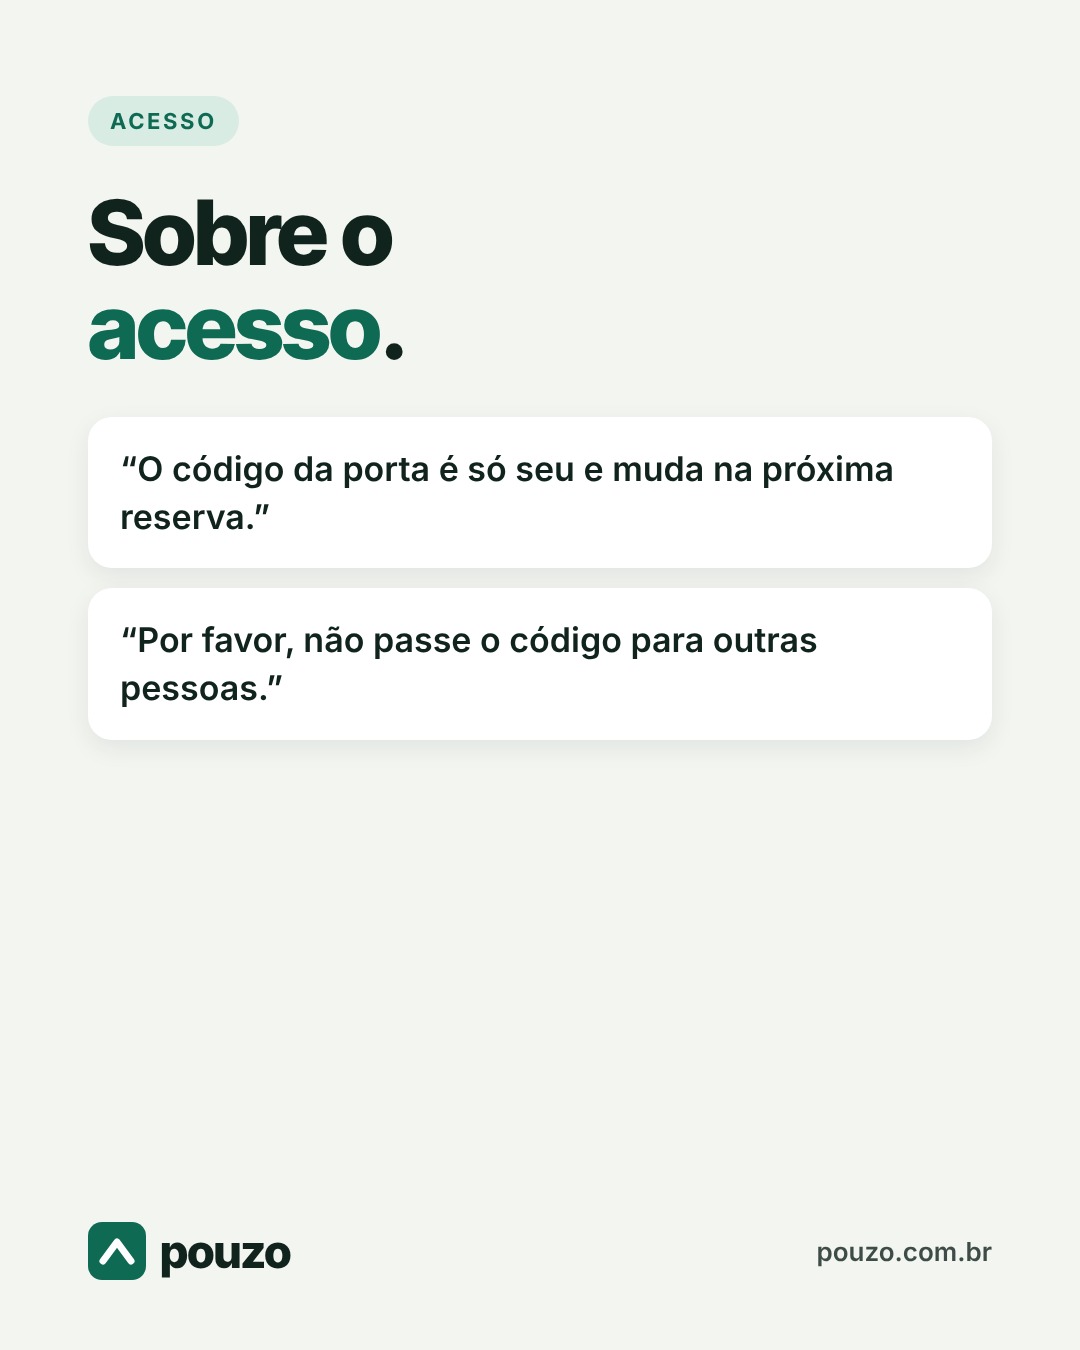 ACESSO
Sobre o
acesso.
“O código da porta é só seu e muda na próxima
reserva.”
“Por favor, não passe o código para outras
pessoas.”
pouzo
pouzo.com.br